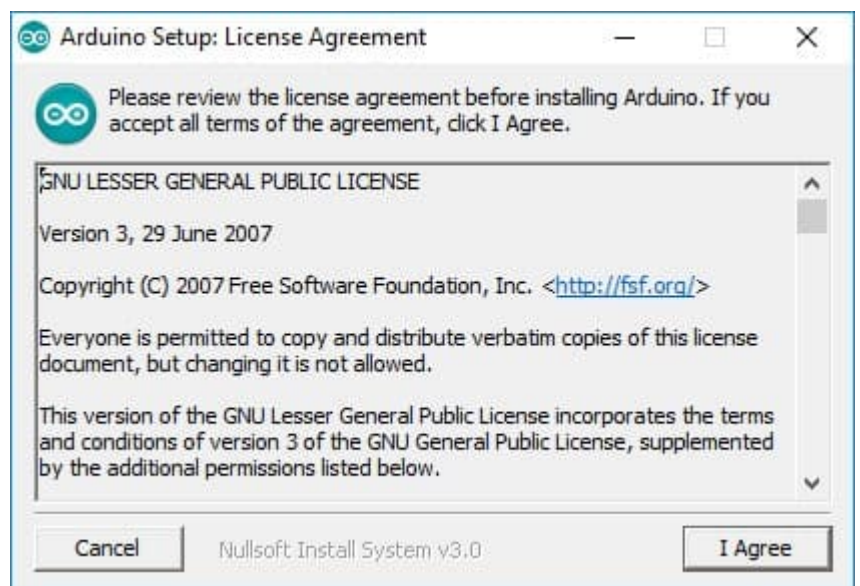 Arduino Setup: License Agreement
Please review the license agreement before installing Arduino. If you
accept all terms of the agreement, click I Agree.
GNU LESSER GENERAL PUBLIC LICENSE
Version 3, 29 June 2007
Copyright (C) 2007 Free Software Foundation, Inc. <http://fsf.org/>
Everyone is permitted to copy and distribute verbatim copies of this license
document, but changing it is not allowed.
This version of the GNU Lesser General Public License incorporates the terms
and conditions of version 3 of the GNU General Public License, supplemented
by the additional permissions listed below.
Cancel
Nullsoft Install System v3.0
I Agree